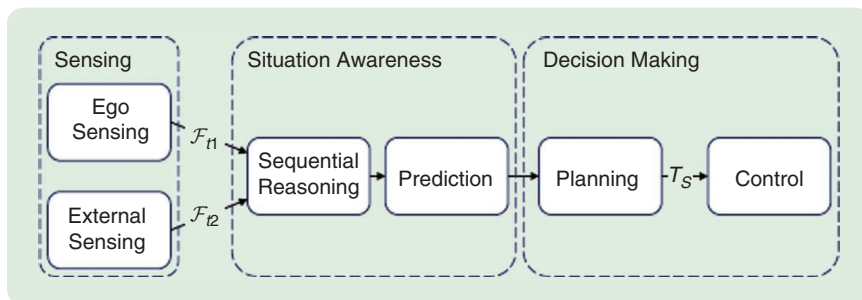 Sensing
Ego
Sensing
External
Sensing
ℱt1
ℱt2
Situation Awareness
Sequential
Reasoning
Prediction
Decision Making
Planning
TS
Control